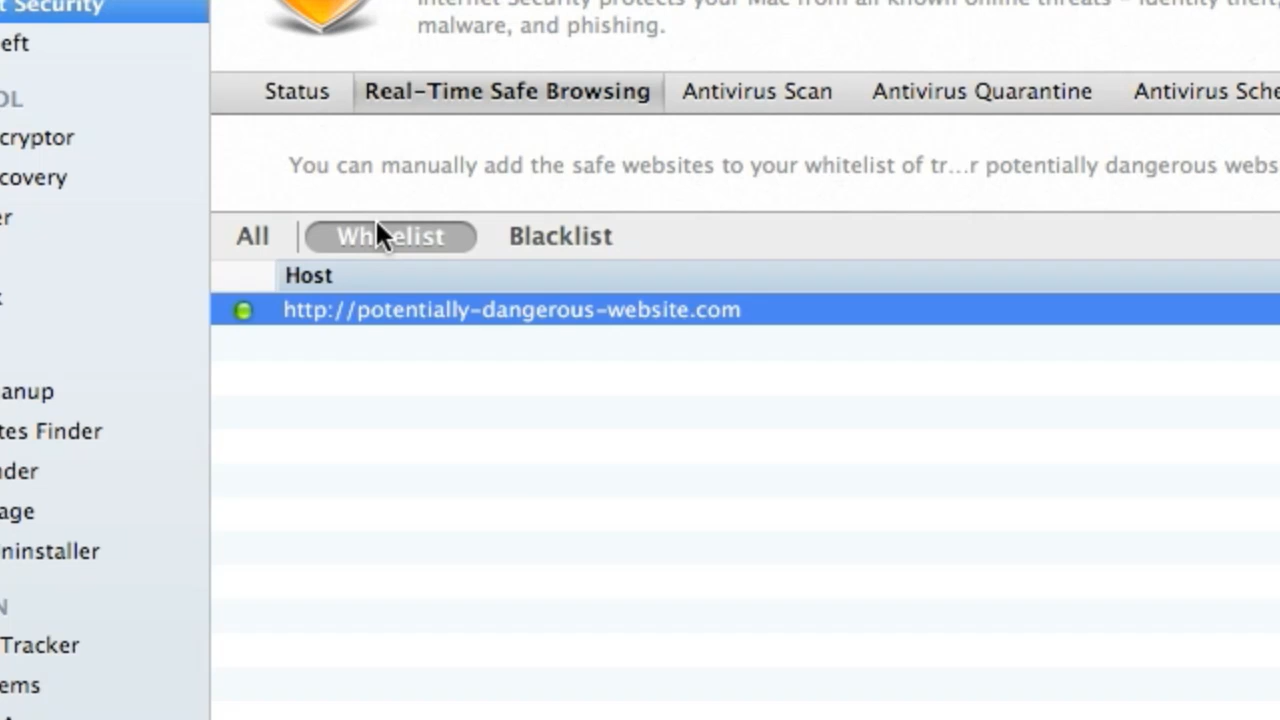 t Security
Internet Security protects your Mac from all known online threats – identity theft,
malware, and phishing.
eft
Status Real-Time Safe Browsing Antivirus Scan Antivirus Quarantine Antivirus Sche
OL
cryptor
You can manually add the safe websites to your whitelist of tr...r potentially dangerous webs
covery
er
All Whitelist Blacklist
Host
http://potentially-dangerous-website.com
anup
tes Finder
nder
age
ninstaller
N
Tracker
ems